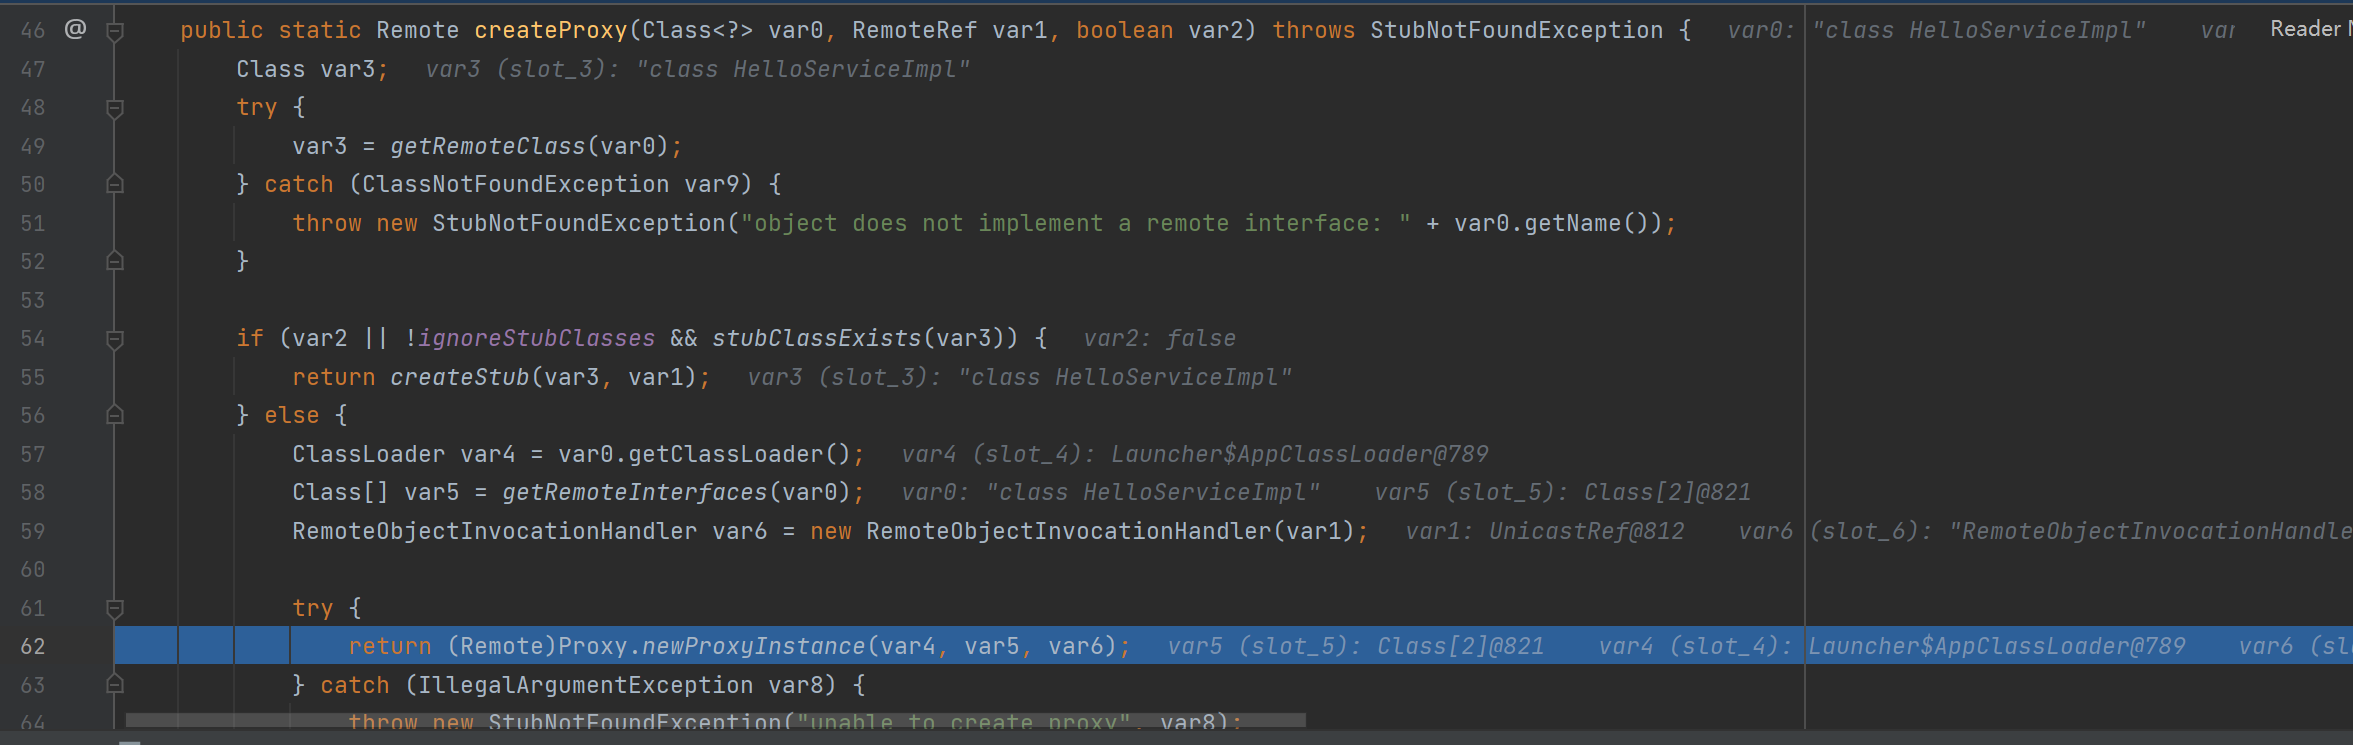 46 @ public static Remote createProxy(Class<?> var0, RemoteRef var1, boolean var2) throws StubNotFoundException { var0: "class HelloServiceImpl" var Reader
47 Class var3; var3 (slot_3): "class HelloServiceImpl"
48 try {
49 var3 = getRemoteClass(var0);
50 } catch (ClassNotFoundException var9) {
51 throw new StubNotFoundException("object does not implement a remote interface: " + var0.getName());
52 }
53
54 if (var2 || !ignoreStubClasses && stubClassExists(var3)) { var2: false
55 return createStub(var3, var1); var3 (slot_3): "class HelloServiceImpl"
56 } else {
57 ClassLoader var4 = var0.getClassLoader(); var4 (slot_4): Launcher$AppClassLoader@789
58 Class[] var5 = getRemoteInterfaces(var0); var0: "class HelloServiceImpl" var5 (slot_5): Class[2]@821
59 RemoteObjectInvocationHandler var6 = new RemoteObjectInvocationHandler(var1); var1: UnicastRef@812 var6 (slot_6): "RemoteObjectInvocationHandle
60
61 try {
62 return (Remote)Proxy.newProxyInstance(var4, var5, var6); var5 (slot_5): Class[2]@821 var4 (slot_4): Launcher$AppClassLoader@789 var6 (sl
63 } catch (IllegalArgumentException var8) {
64 throw new StubNotFoundException("unable to create proxy", var8);